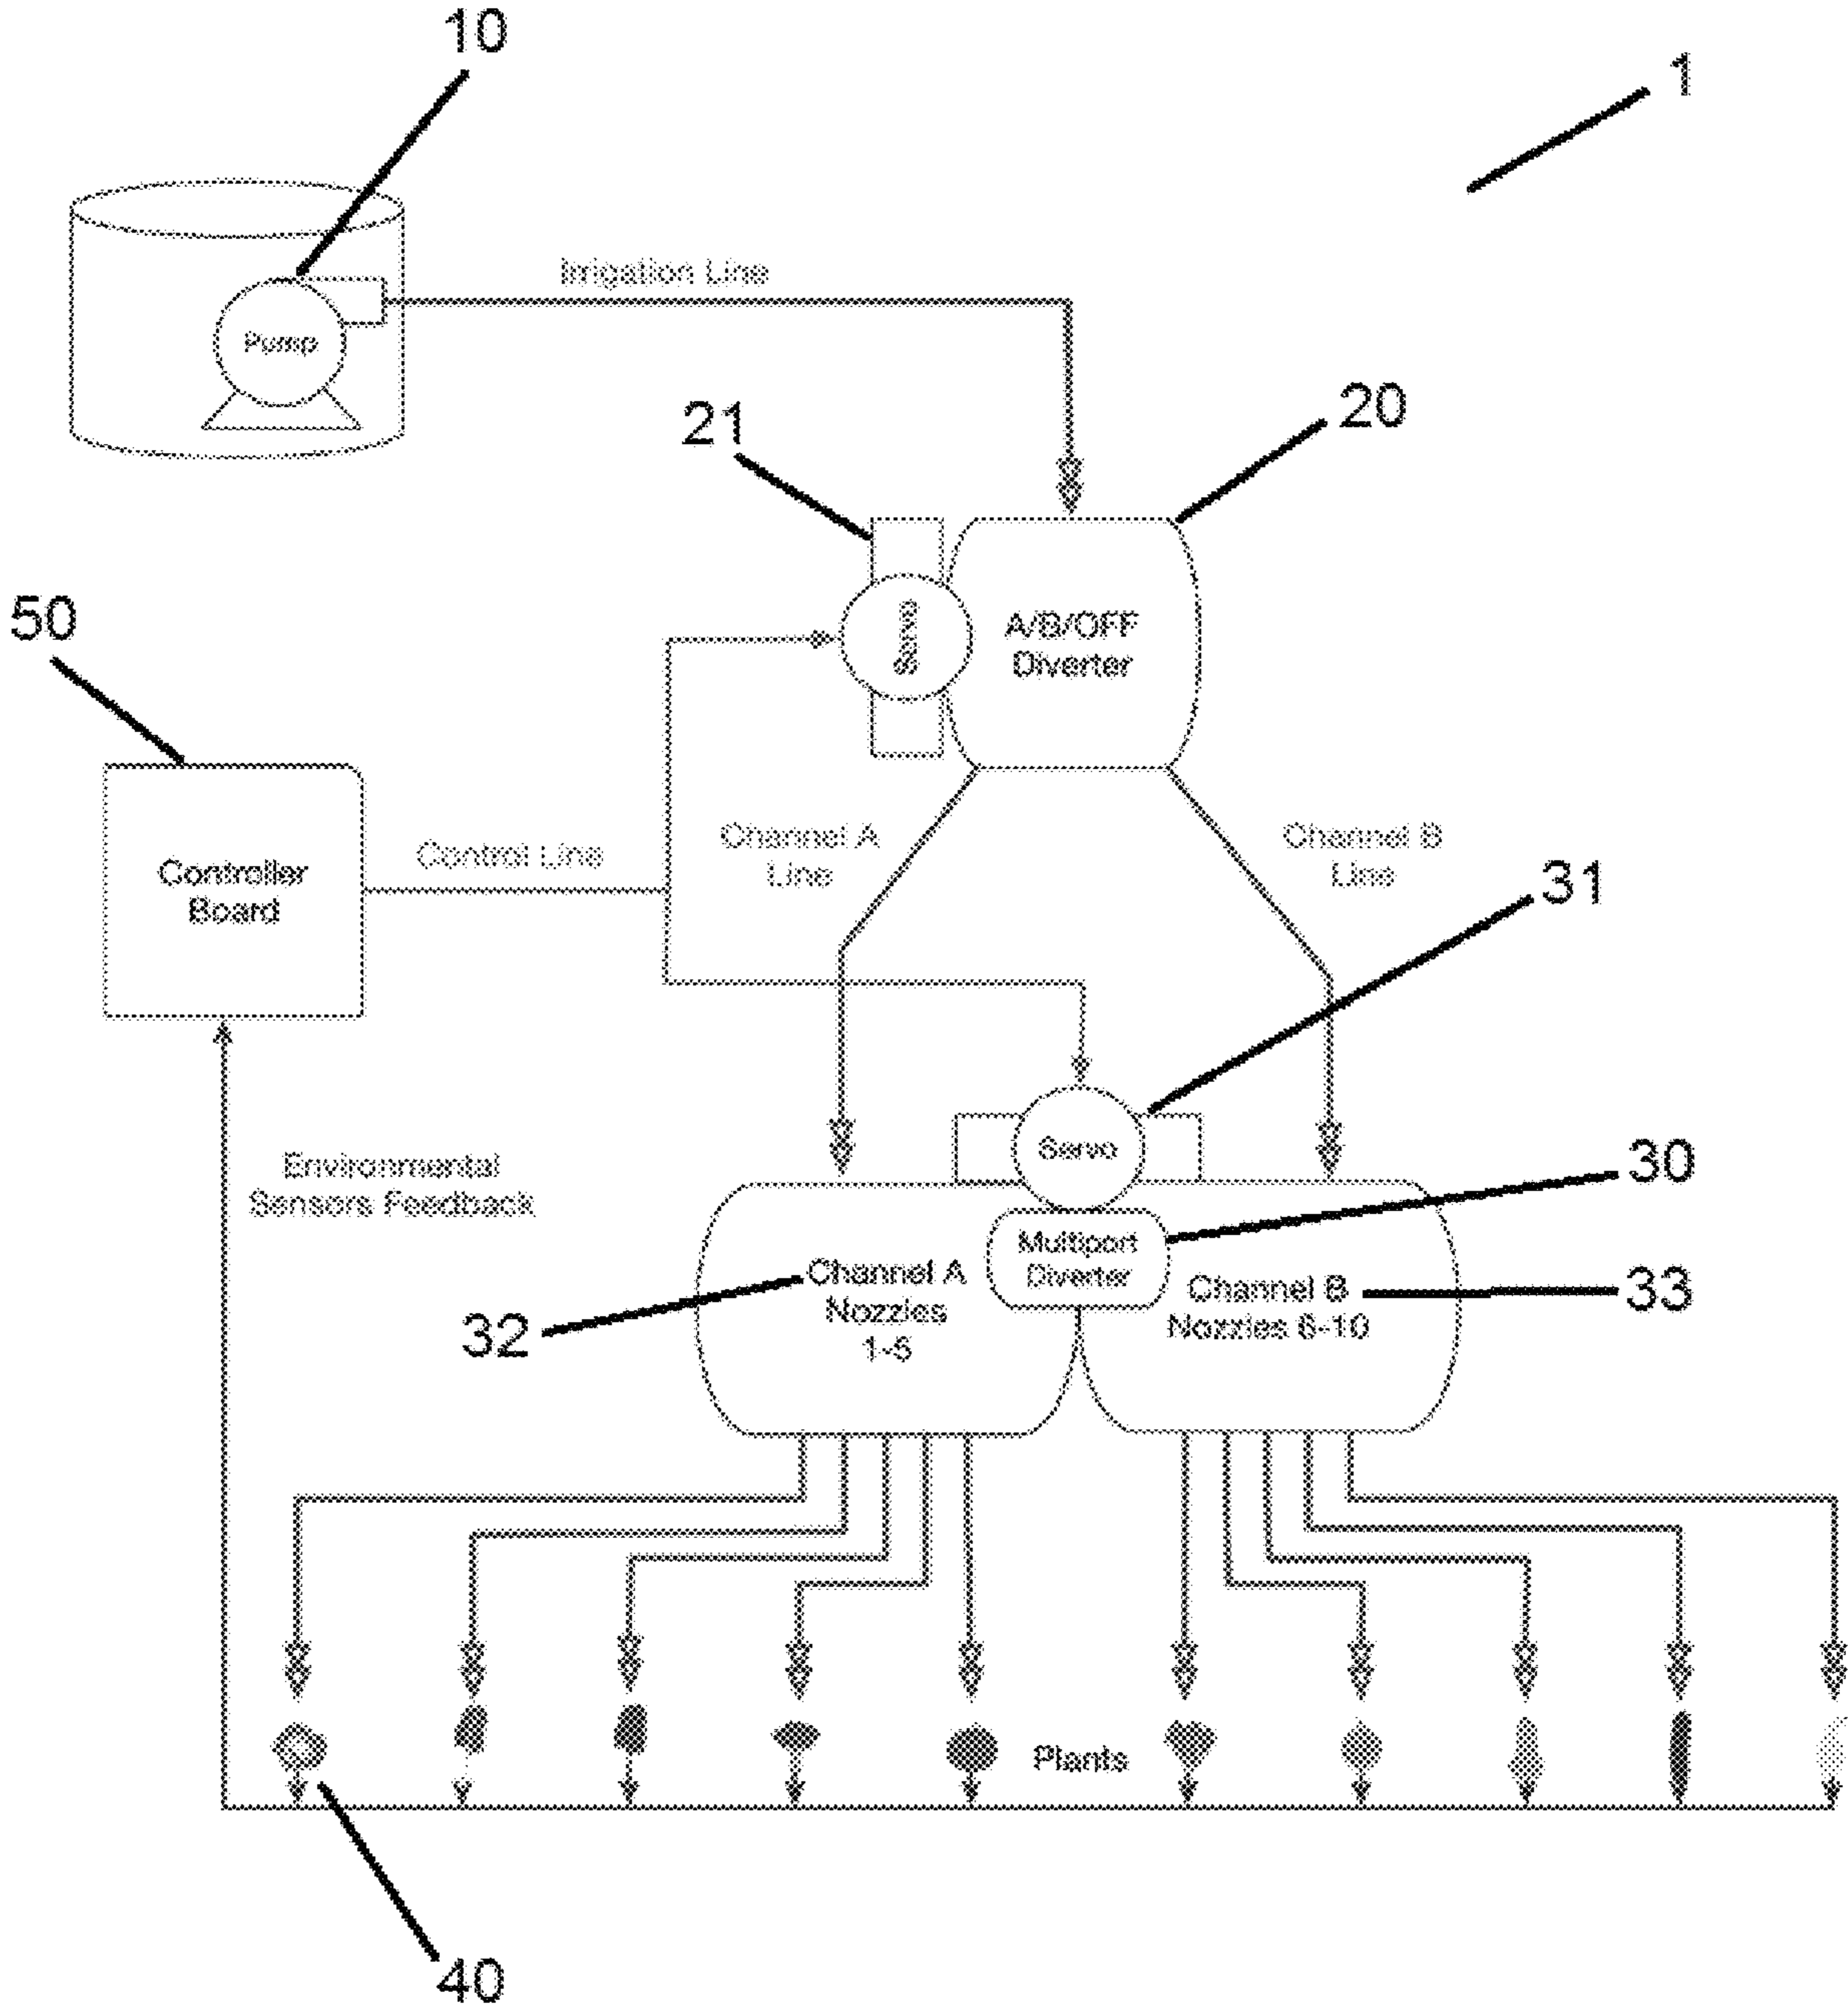 10
1
Irrigation Line
Pump
21
20
Servo
A/B/OFF
Diverter
50
Controller
Board
Control Line
Channel A
Line
Channel B
Line
31
Servo
Environmental
Sensors Feedback
30
Multiport
Diverter
Channel A
Nozzles
1-5
32
Channel B
Nozzles 6-10
33
Plants
40